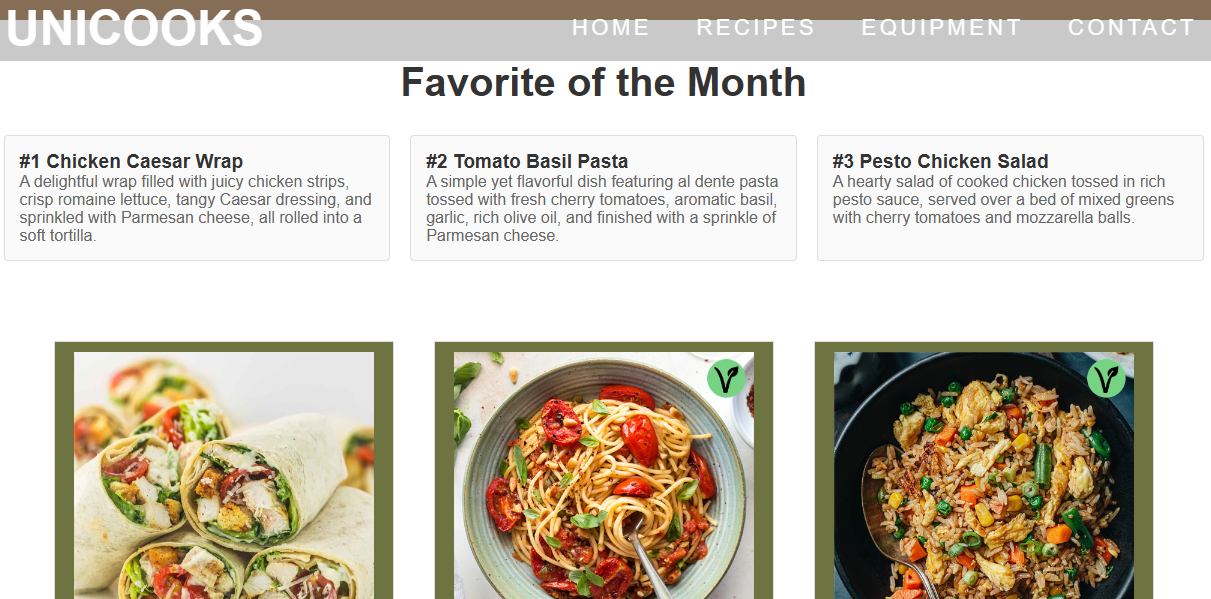 UNICOOKS
HOME RECIPES EQUIPMENT CONTACT
Favorite of the Month
#1 Chicken Caesar Wrap
A delightful wrap filled with juicy chicken strips,
crisp romaine lettuce, tangy Caesar dressing, and
sprinkled with Parmesan cheese, all rolled into a
soft tortilla.
#2 Tomato Basil Pasta
A simple yet flavorful dish featuring al dente pasta
tossed with fresh cherry tomatoes, aromatic basil,
garlic, rich olive oil, and finished with a sprinkle of
Parmesan cheese.
#3 Pesto Chicken Salad
A hearty salad of cooked chicken tossed in rich
pesto sauce, served over a bed of mixed greens
with cherry tomatoes and mozzarella balls.